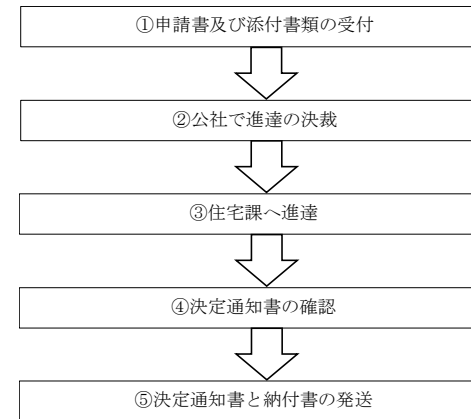 ①申請書及び添付書類の受付
②公社で進達の決裁
③住宅課へ進達
④決定通知書の確認
⑤決定通知書と納付書の発送